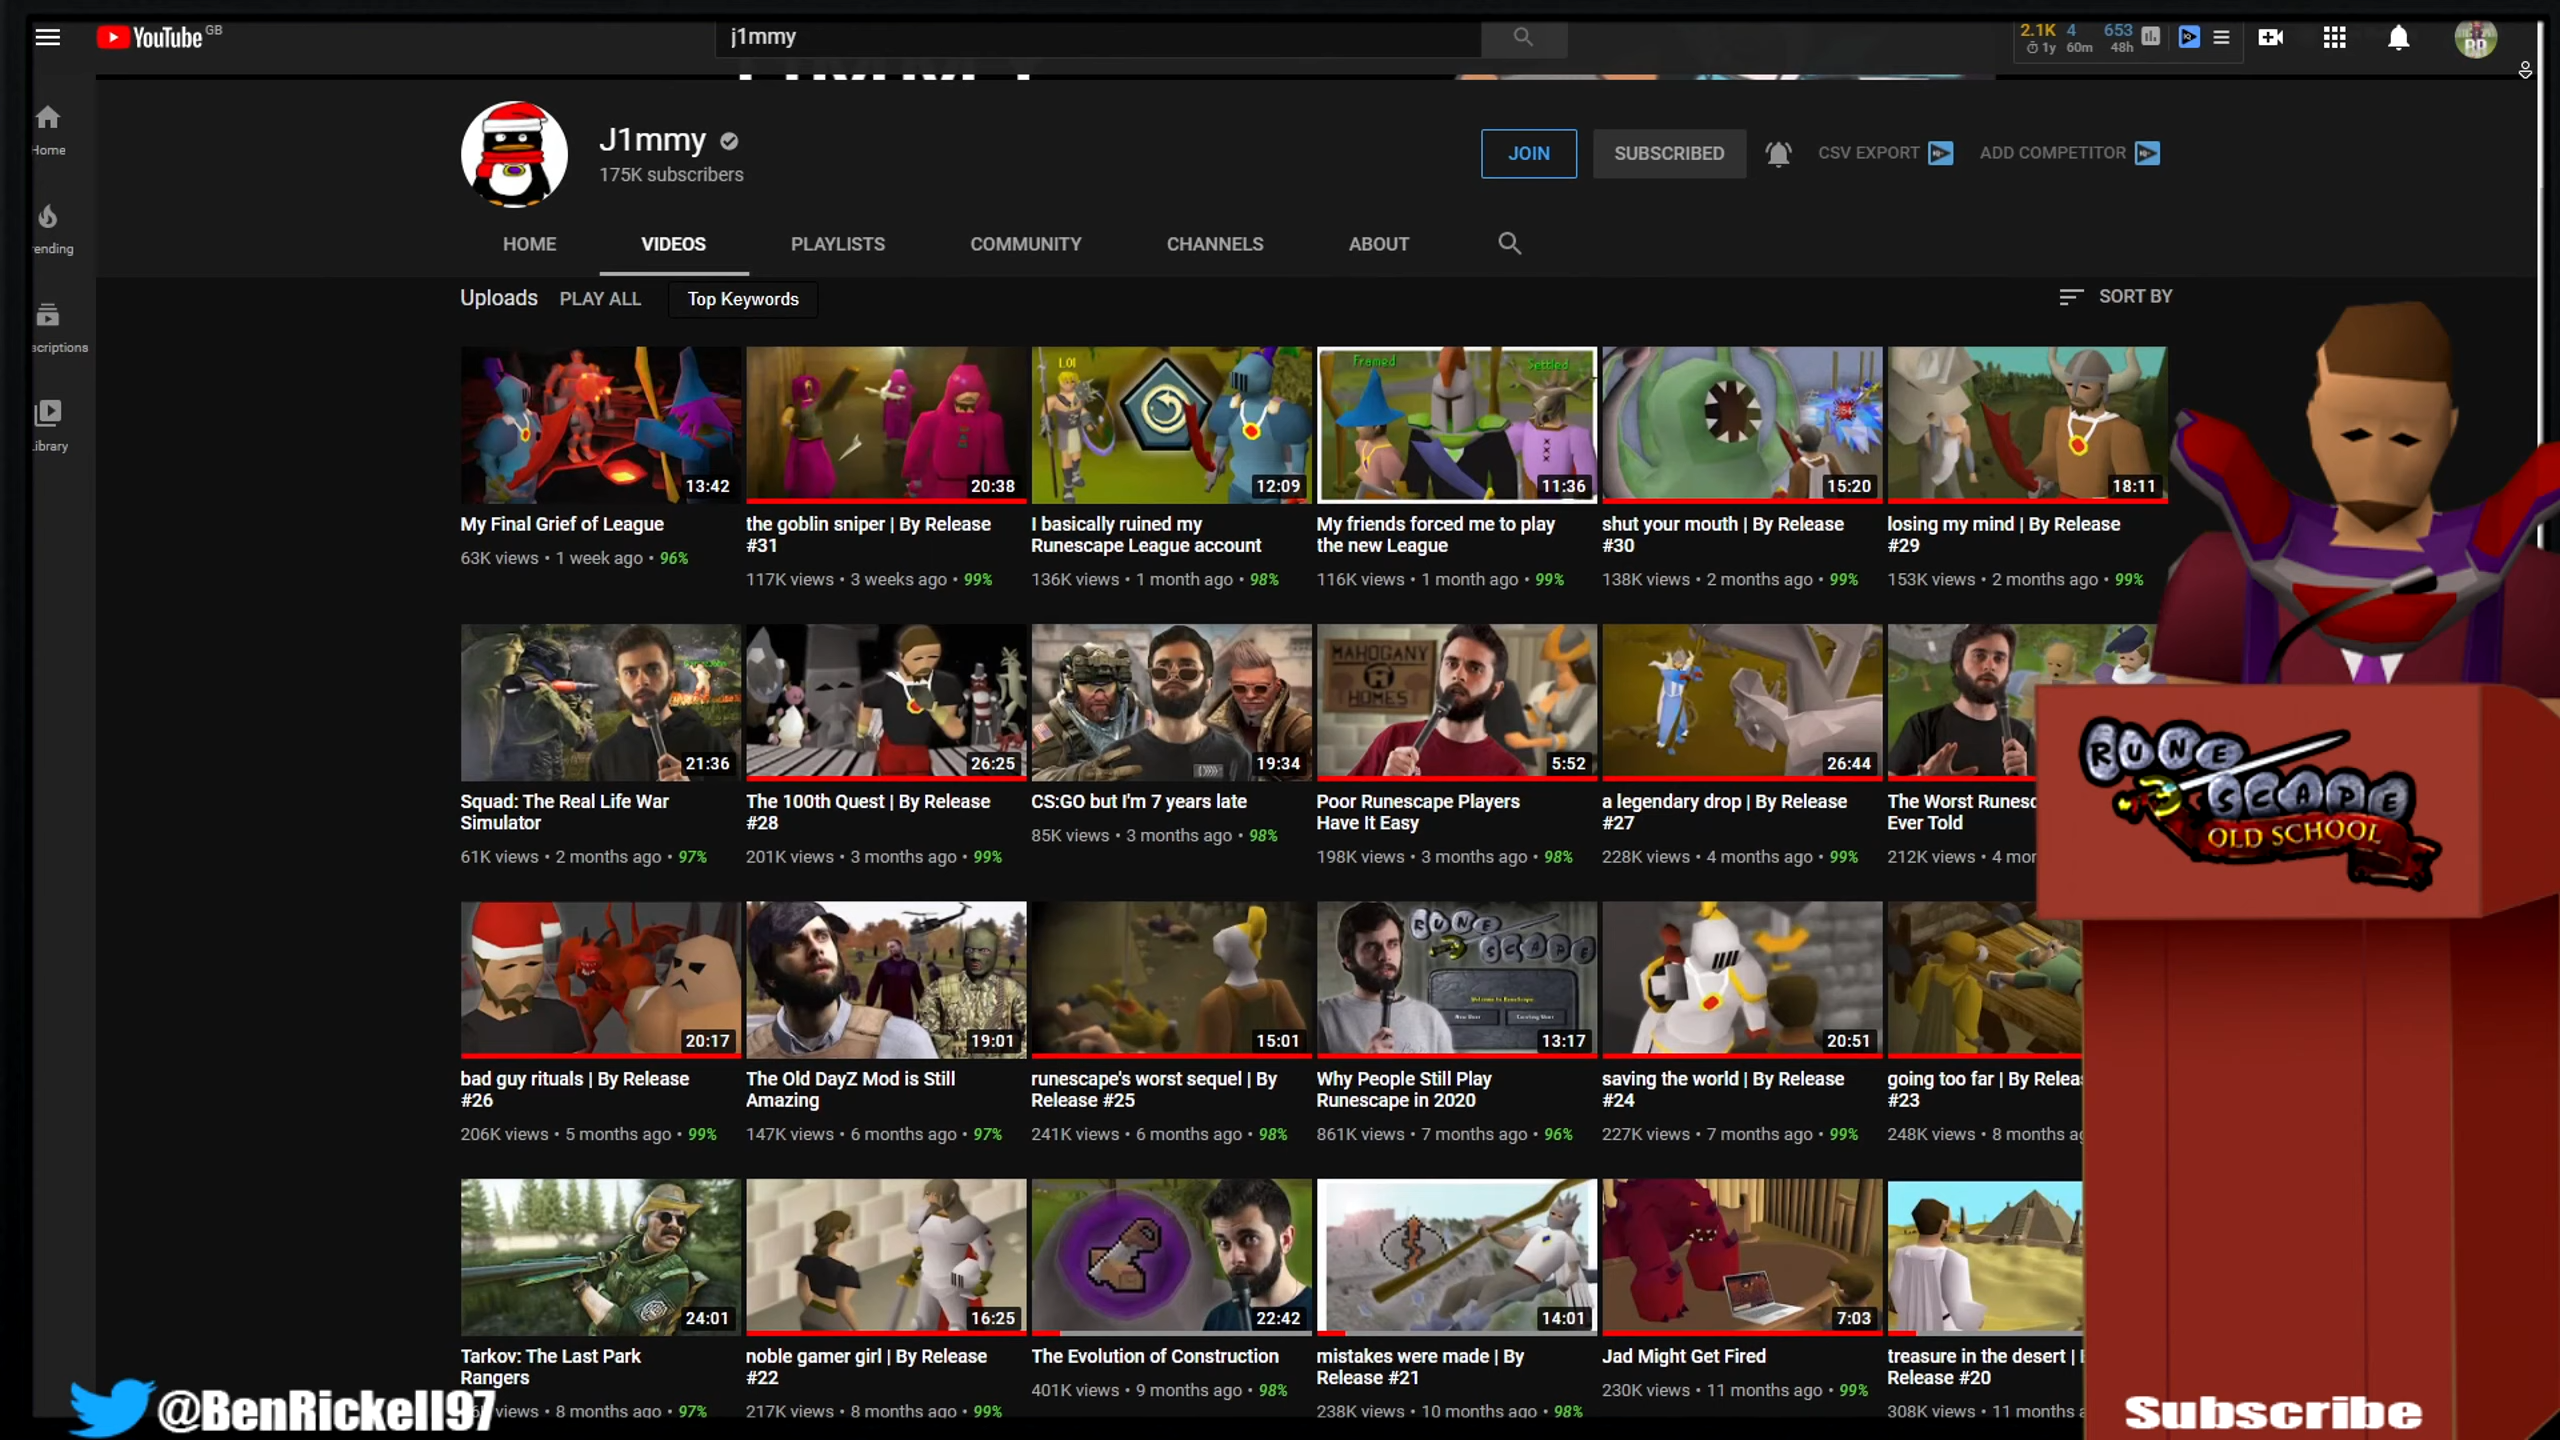 YouTube GB
j1mmy
2.1K 4 653
1y 60m 48h
Home
rending
scriptions
ibrary
J1mmy
175K subscribers
JOIN
SUBSCRIBED
CSV EXPORT
ADD COMPETITOR
HOME VIDEOS PLAYLISTS COMMUNITY CHANNELS ABOUT
Uploads PLAY ALL Top Keywords
SORT BY
LOl
Framed
Settled
13:42 20:38 12:09 11:36 15:20 18:11
My Final Grief of League
63K views • 1 week ago • 96%
the goblin sniper | By Release
#31
117K views • 3 weeks ago • 99%
I basically ruined my
Runescape League account
136K views • 1 month ago • 98%
My friends forced me to play
the new League
116K views • 1 month ago • 99%
shut your mouth | By Release
#30
138K views • 2 months ago • 99%
losing my mind | By Release
#29
153K views • 2 months ago • 99%
MAHOGANY
HOMES
21:36 26:25 19:34 5:52 26:44
Squad: The Real Life War
Simulator
61K views • 2 months ago • 97%
The 100th Quest | By Release
#28
201K views • 3 months ago • 99%
CS:GO but I'm 7 years late
85K views • 3 months ago • 98%
Poor Runescape Players
Have It Easy
198K views • 3 months ago • 98%
a legendary drop | By Release
#27
228K views • 4 months ago • 99%
The Worst Runesc
Ever Told
212K views • 4 mor
RUNE
SCAPE
OLD SCHOOL
RUNE
SCAPE
Welcome to RuneScape
New User
Existing User
20:17 19:01 15:01 13:17 20:51
bad guy rituals | By Release
#26
206K views • 5 months ago • 99%
The Old DayZ Mod is Still
Amazing
147K views • 6 months ago • 97%
runescape's worst sequel | By
Release #25
241K views • 6 months ago • 98%
Why People Still Play
Runescape in 2020
861K views • 7 months ago • 96%
saving the world | By Release
#24
227K views • 7 months ago • 99%
going too far | By Relea
#23
248K views • 8 months ag
24:01 16:25 22:42 14:01 7:03
Tarkov: The Last Park
Rangers
views • 8 months ago • 97%
noble gamer girl | By Release
#22
217K views • 8 months ago • 99%
The Evolution of Construction
401K views • 9 months ago • 98%
mistakes were made | By
Release #21
238K views • 10 months ago • 98%
Jad Might Get Fired
230K views • 11 months ago • 99%
treasure in the desert |
Release #20
308K views • 11 months a
@BenRickell97
Subscribe